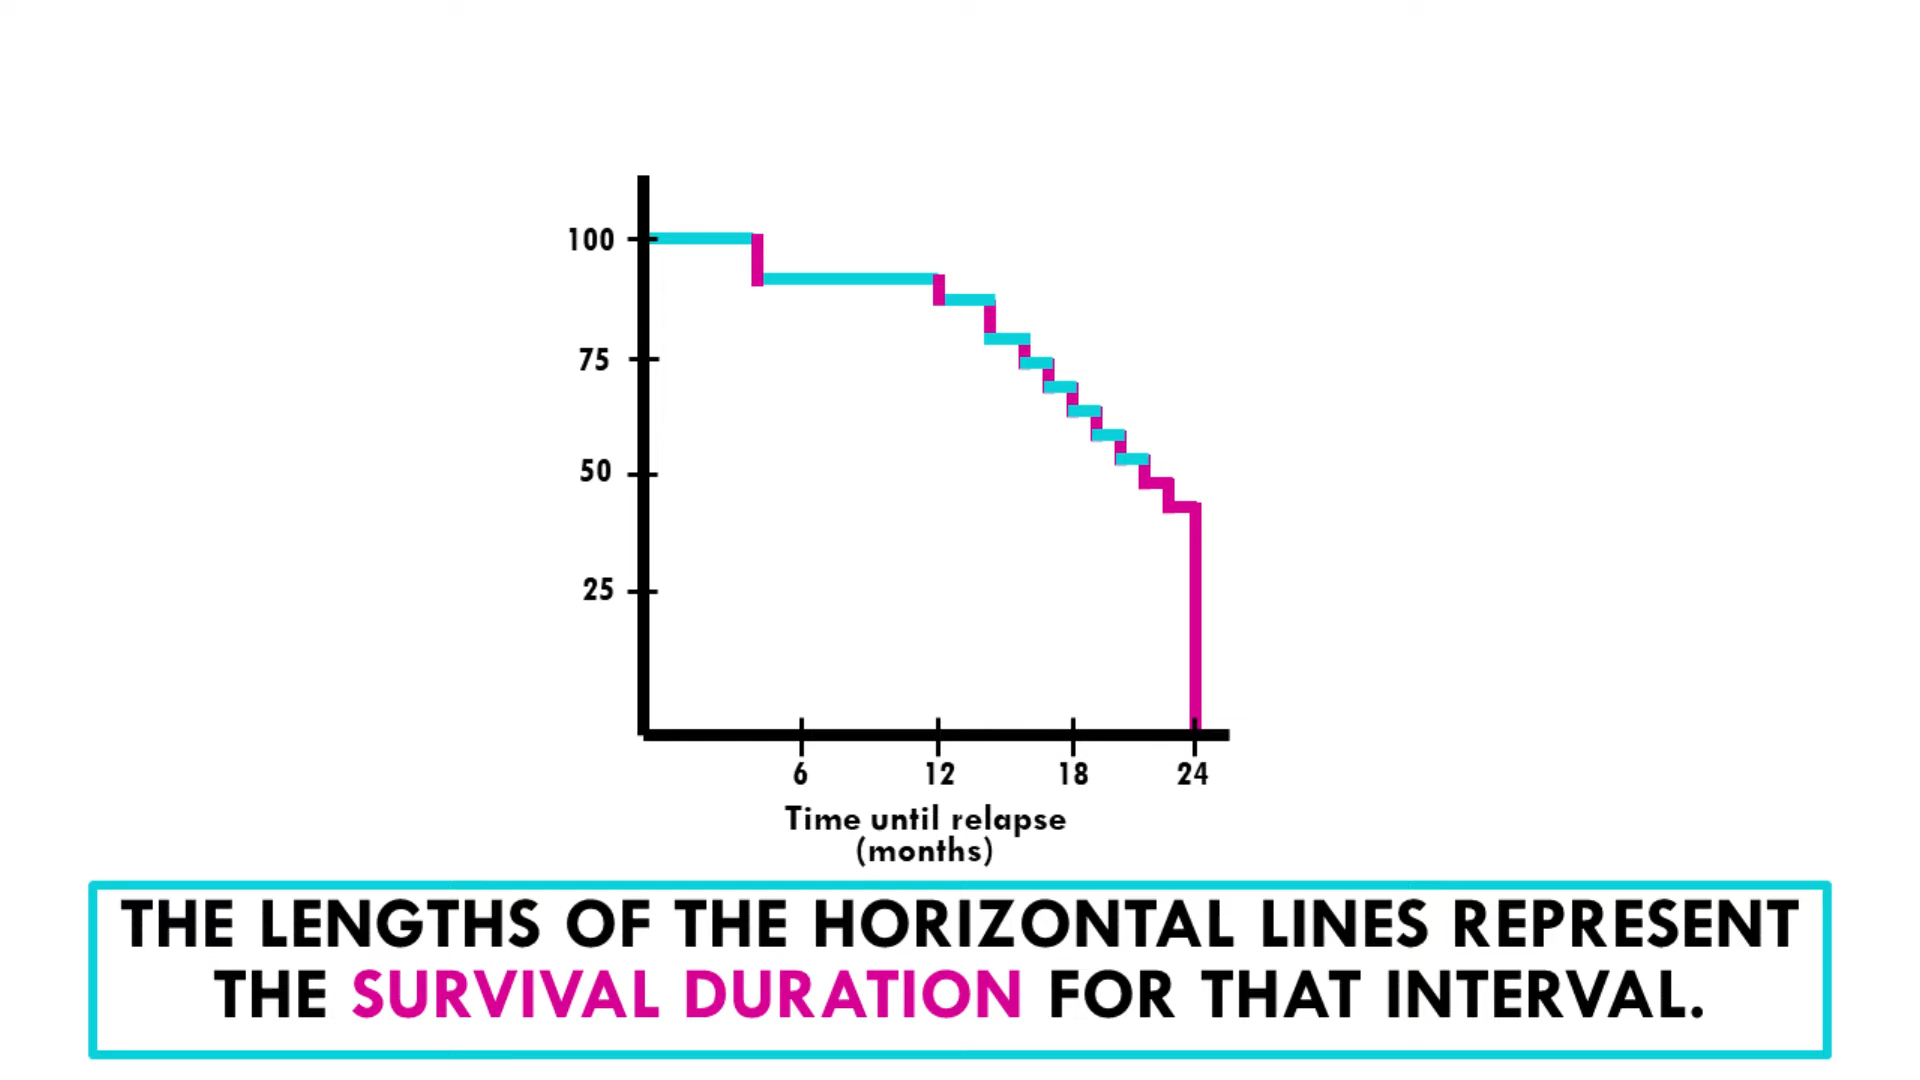 100
75
50
25
6 12 18 24
Time until relapse
(months)
THE LENGTHS OF THE HORIZONTAL LINES REPRESENT
THE SURVIVAL DURATION FOR THAT INTERVAL.